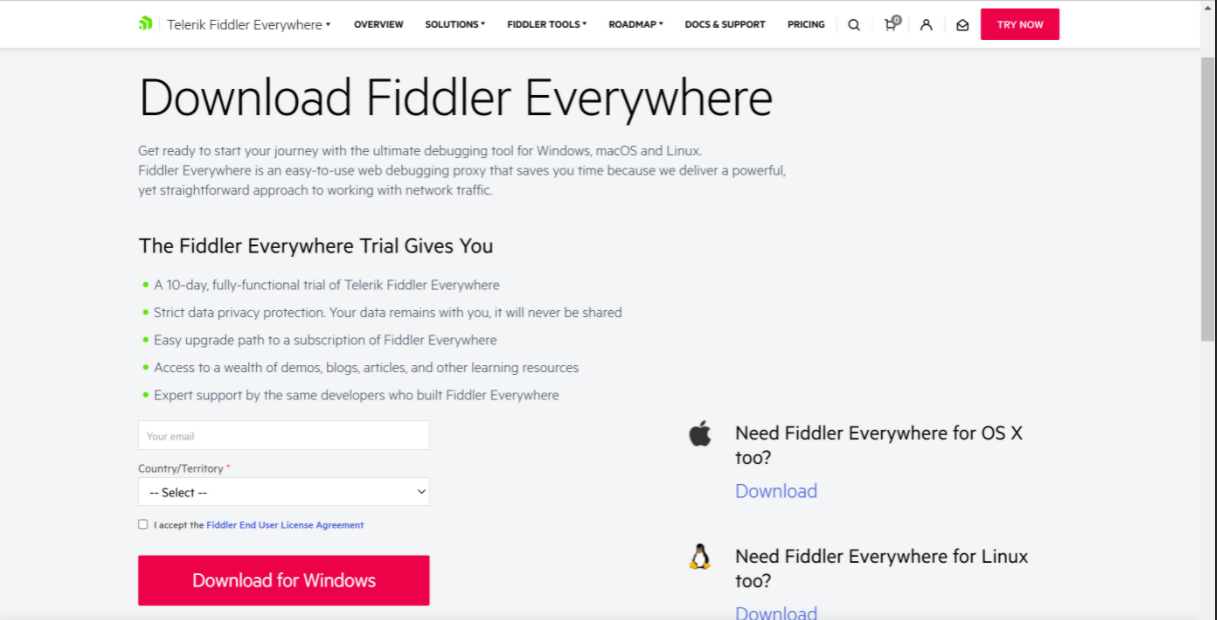 Telerik Fiddler Everywhere OVERVIEW SOLUTIONS FIDDLER TOOLS ROADMAP DOCS & SUPPORT PRICING 0 TRY NOW
Download Fiddler Everywhere
Get ready to start your journey with the ultimate debugging tool for Windows, macOS and Linux.
Fiddler Everywhere is an easy-to-use web debugging proxy that saves you time because we deliver a powerful,
yet straightforward approach to working with network traffic.
The Fiddler Everywhere Trial Gives You
A 10-day, fully-functional trial of Telerik Fiddler Everywhere
Strict data privacy protection. Your data remains with you, it will never be shared
Easy upgrade path to a subscription of Fiddler Everywhere
Access to a wealth of demos, blogs, articles, and other learning resources
Expert support by the same developers who built Fiddler Everywhere
Your email
Country/Territory *
-- Select --
I accept the Fiddler End User License Agreement
Download for Windows
Need Fiddler Everywhere for OS X
too?
Download
Need Fiddler Everywhere for Linux
too?
Download